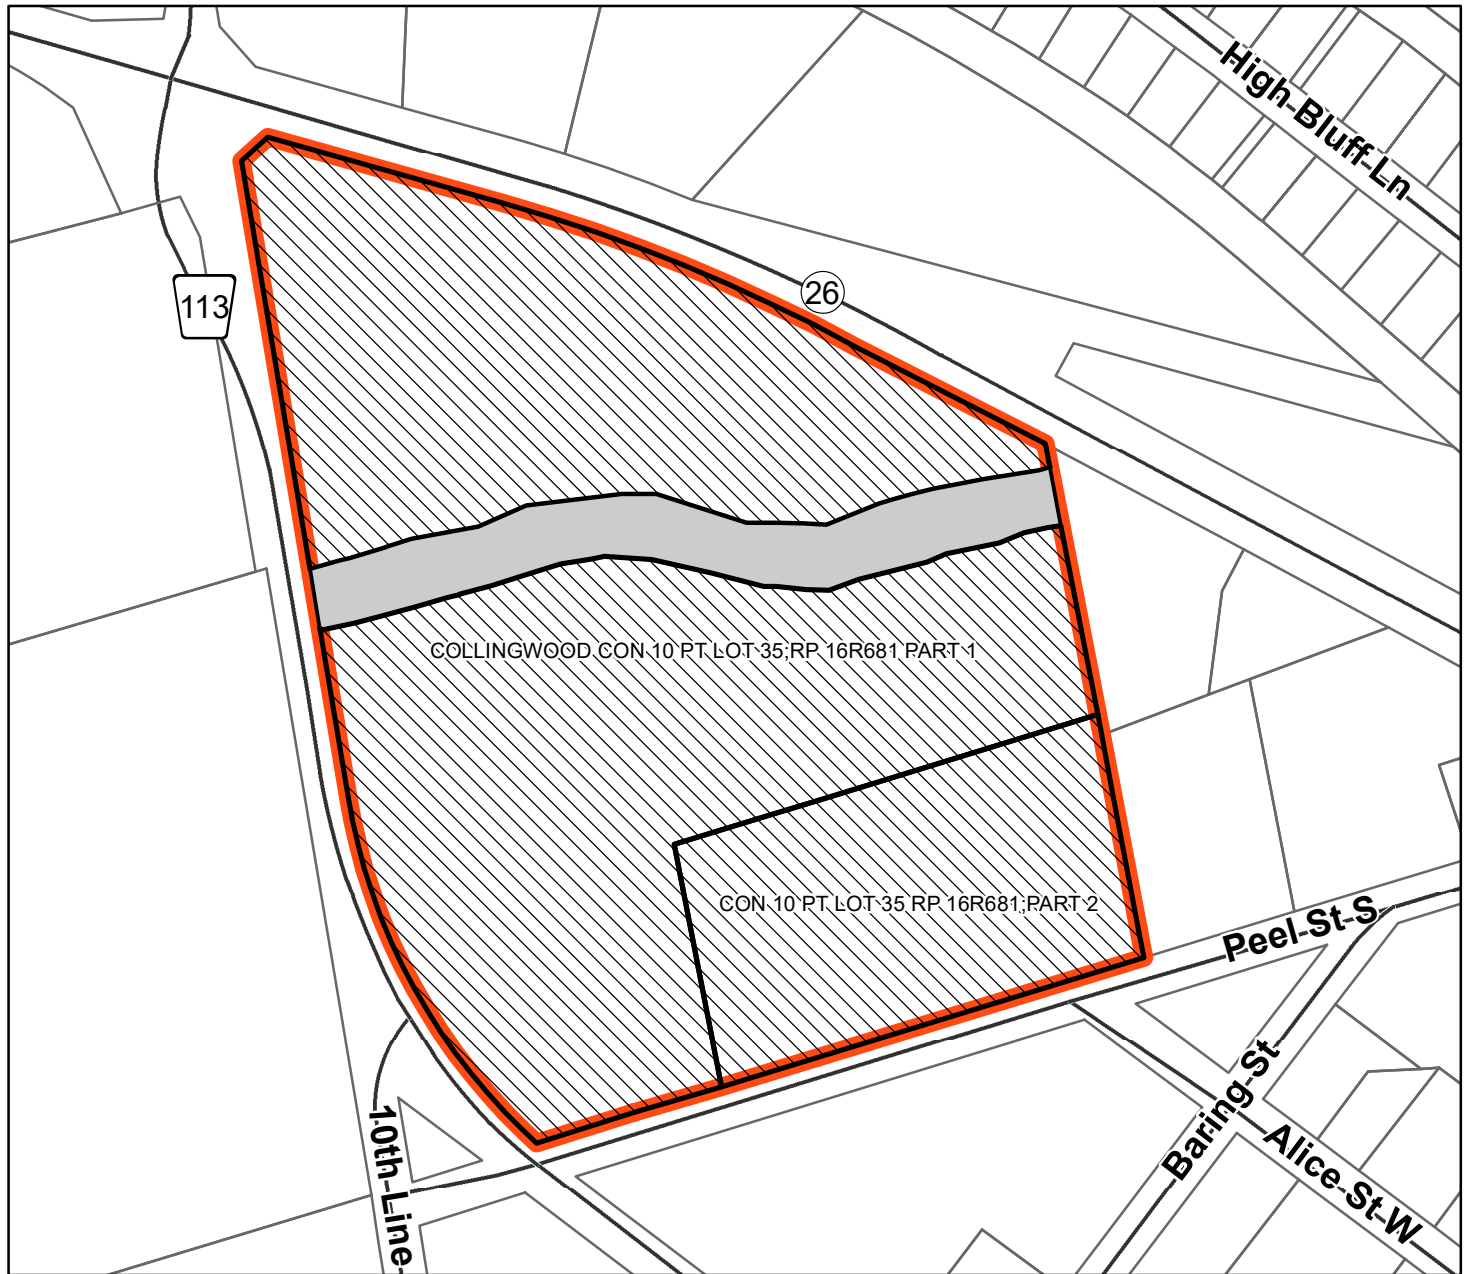 High Bluff Ln
26
113
COLLINGWOOD CON 10 PT LOT 35;RP 16R681 PART 1
CON 10 PT LOT 35 RP 16R681;PART 2
Peel St S
Baring St
Alice St W
10th Line